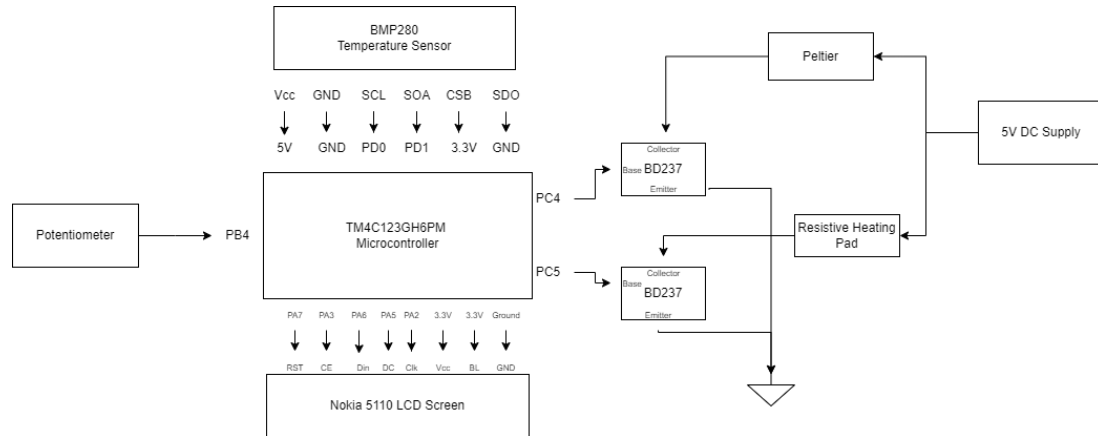 BMP280
Temperature Sensor
Vcc GND SCL SOA CSB SDO
5V GND PD0 PD1 3.3V GND
Peltier
5V DC Supply
Collector
Base BD237
Emitter
PC4
Potentiometer
PB4
TM4C123GH6PM
Microcontroller
Resistive Heating
Pad
PC5
Collector
Base BD237
Emitter
PA7 PA3 PA6 PA5 PA2 3.3V 3.3V Ground
RST CE Din DC Clk Vcc BL GND
Nokia 5110 LCD Screen